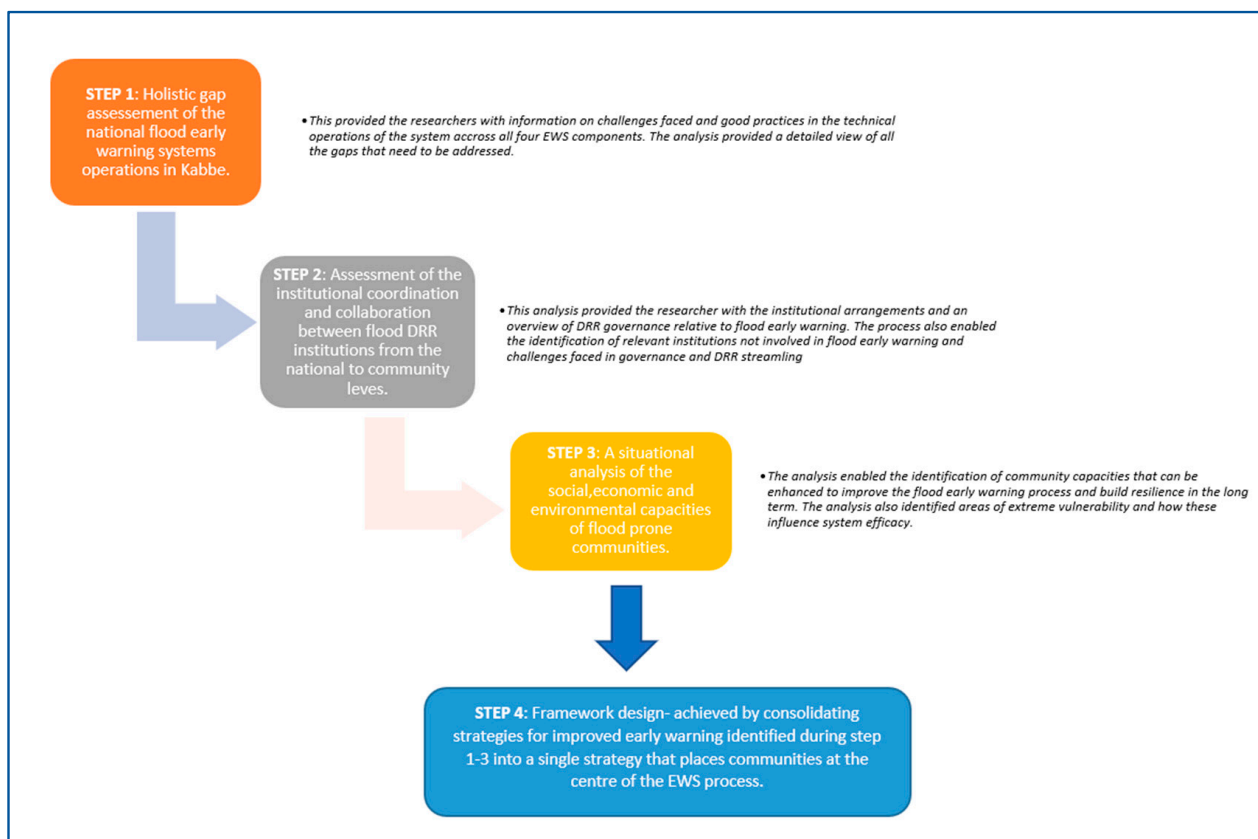 STEP 1: Holistic gap
assessment of the
national flood early
warning systems
operations in Kabbe.
•This provided the researchers with information on challenges faced and good practices in the technical
operations of the system accross all four EWS components. The analysis provided a detailed view of all
the gaps that need to be addressed.
STEP 2: Assessment of the
institutional coordination
and collaboration
between flood DRR
institutions from the
national to community
leves.
•This analysis provided the researcher with the institutional arrangements and an
overview of DRR governance relative to flood early warning. The process also enabled
the identification of relevant institutions not involved in flood early warning and
challenges faced in governance and DRR streamling
STEP 3: A situational
analysis of the
social,economic and
environmental capacities
of flood prone
communities.
•The analysis enabled the identification of community capacities that can be
enhanced to improve the flood early warning process and build resilience in the long
term. The analysis also identified areas of extreme vulnerability and how these
influence system efficacy.
STEP 4: Framework design- achieved by consolidating
strategies for improved early warning identified during step
1-3 into a single strategy that places communities at the
centre of the EWS process.